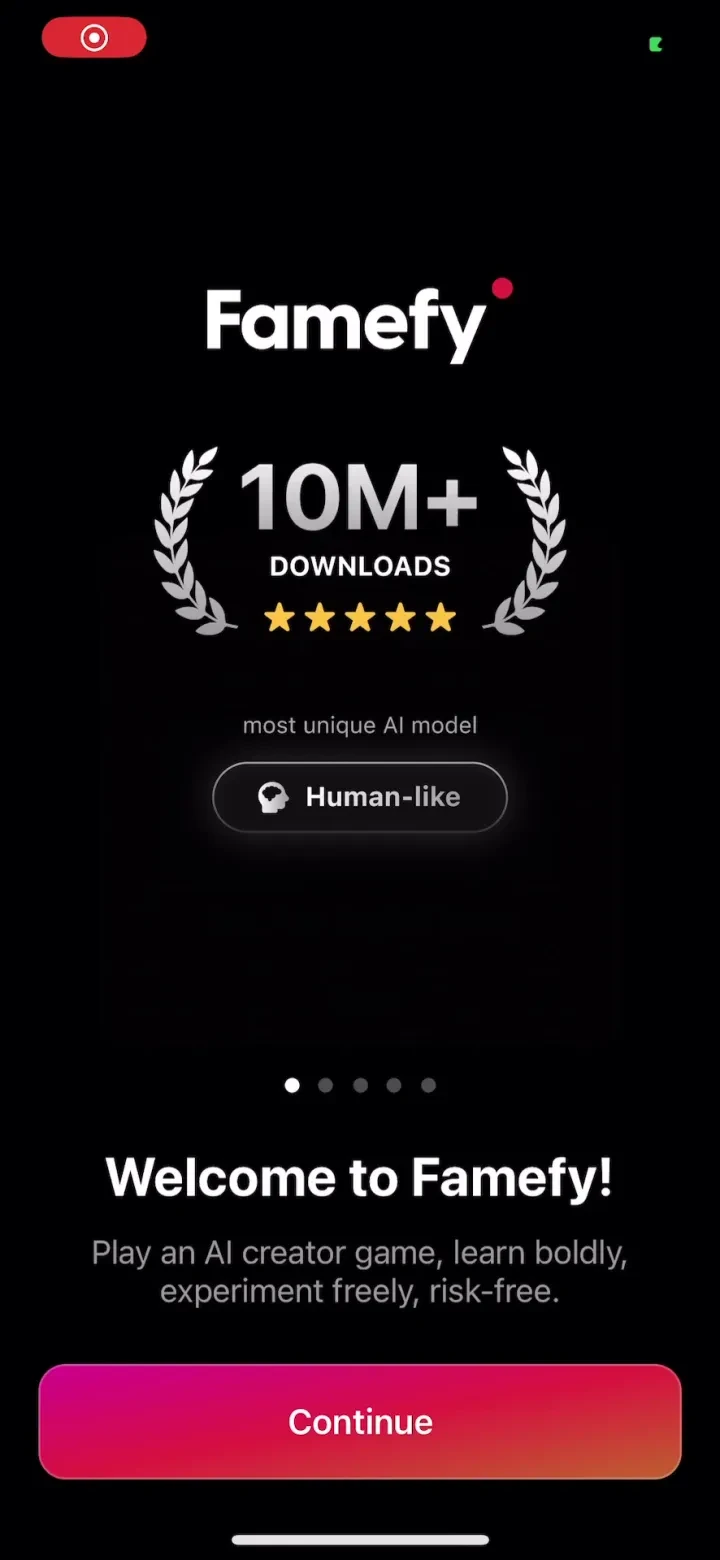 Famefy
10M+
DOWNLOADS
most unique AI model
Human-like
Welcome to Famefy!
Play an AI creator game, learn boldly,
experiment freely, risk-free.
Continue